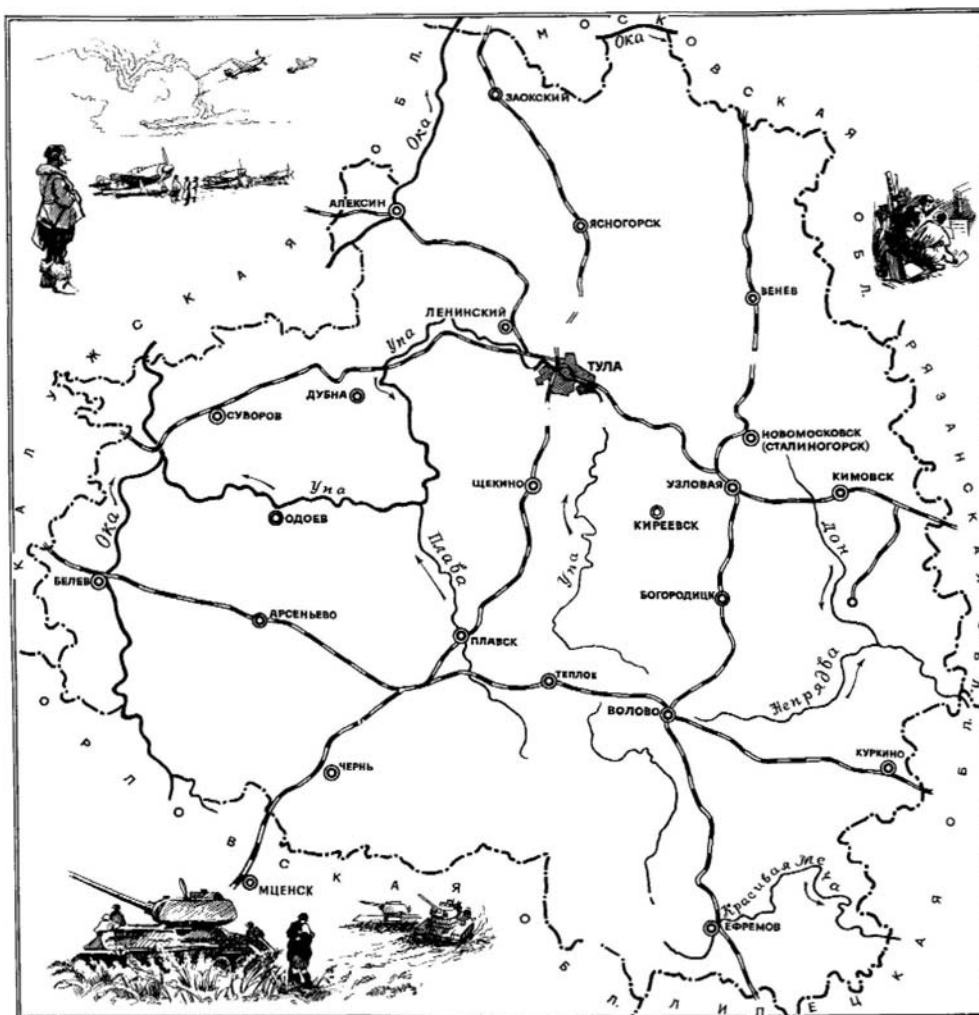 МОСКОВСКАЯ ОБЛ.
Ока
ЗАОКСКИЙ
Ока
АЛЕКСИН
ЯСНОГОРСК
ВЕНЕВ
ЛЕНИНСКИЙ
Упа
ТУЛА
ДУБНА
СУВОРОВ
НОВОМОСКОВСК
(СТАЛИНОГОРСК)
ЩЕКИНО
УЗЛОВАЯ
КИМОВСК
Упа
ОДОЕВ
КИРЕЕВСК
Ока
Плава
Упа
Дон
БЕЛЕВ
БОГОРОДИЦК
АРСЕНЬЕВО
ПЛАВСК
ТЕПЛОЕ
Непрядва
ВОЛОВО
ЧЕРНЬ
КУРКИНО
МЦЕНСК
Красивая Меча
ЕФРЕМОВ
КАЛУЖСКАЯ ОБЛ.
РЯЗАНСКАЯ ОБЛ.
ОРЛОВСКАЯ ОБЛ.
ЛИПЕЦКАЯ ОБЛ.